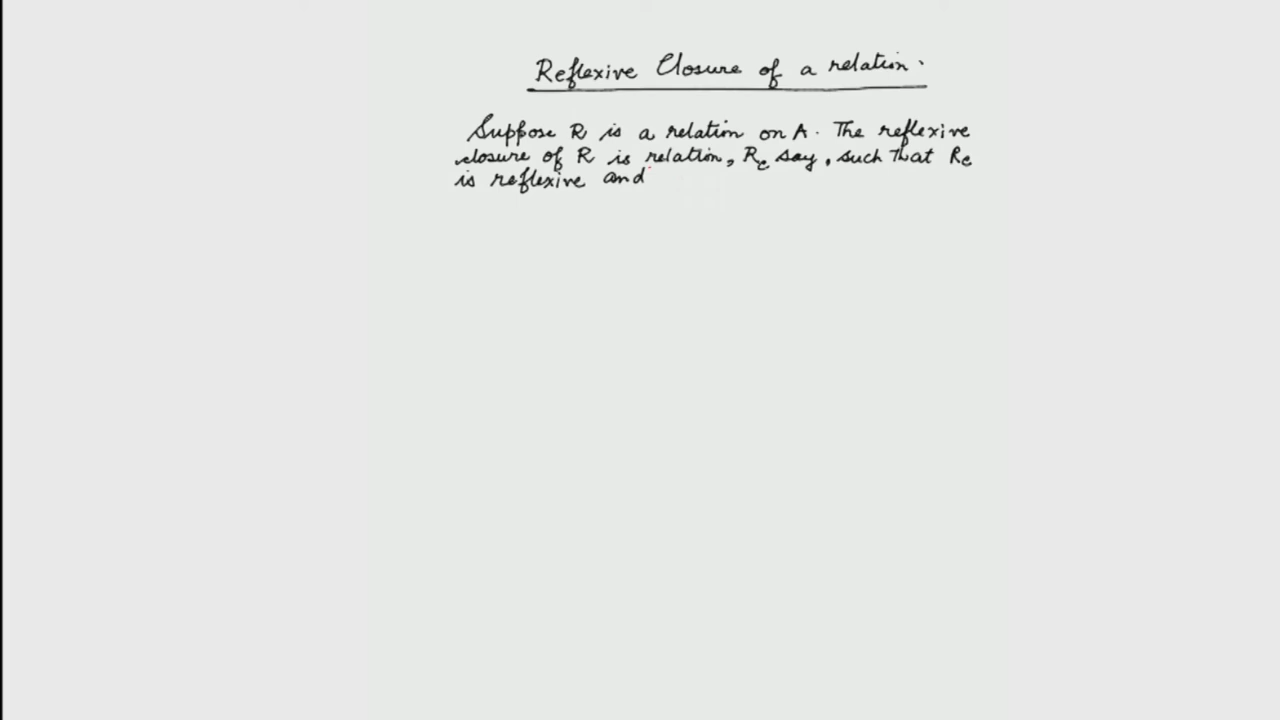 Reflexive Closure of a relation.
Suppose R is a relation on A. The reflexive
closure of R is relation, Rc say, such that Rc
is reflexive and